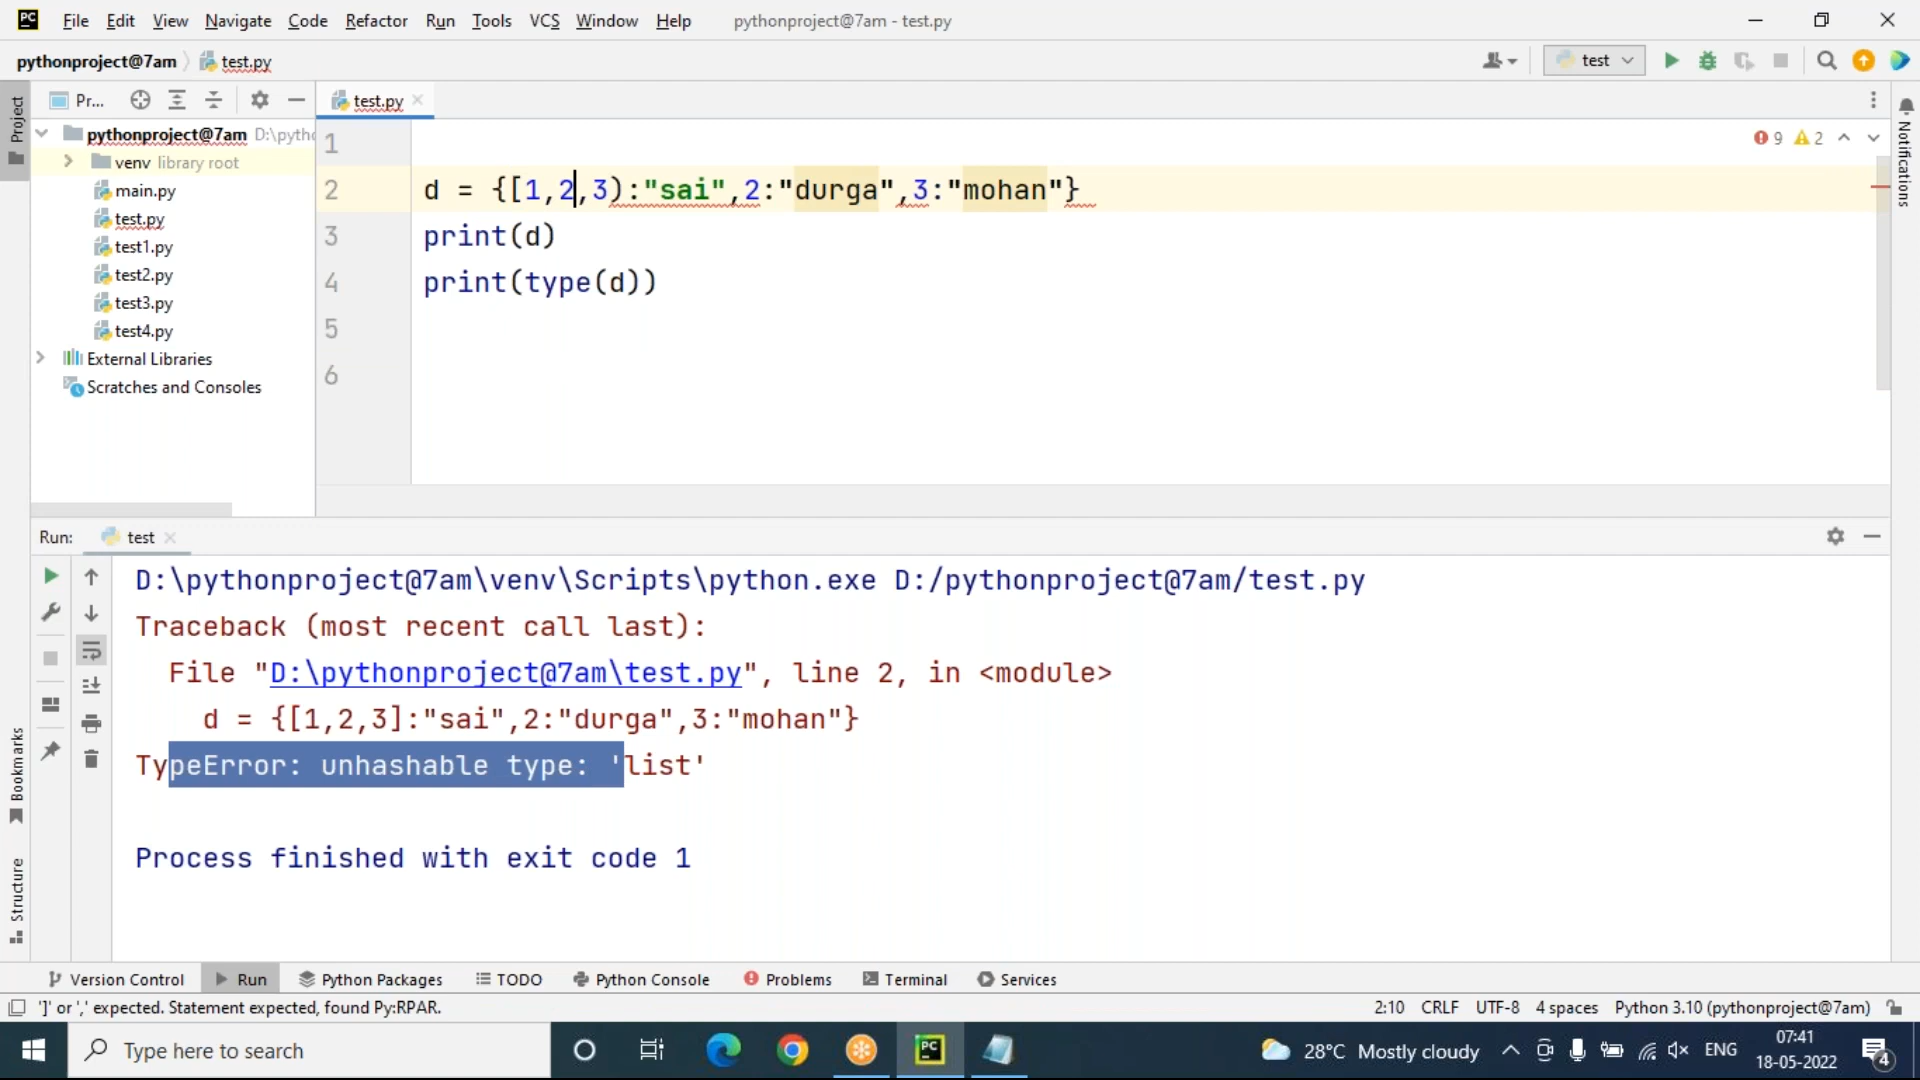 PC File Edit View Navigate Code Refactor Run Tools VCS Window Help pythonproject@7am - test.py
pythonproject@7am test.py test
Project Pr... test.py
pythonproject@7am D:\pytho
venv library root
main.py
test.py
test1.py
test2.py
test3.py
test4.py
External Libraries
Scratches and Consoles
1
2 d = {[1,2,3):"sai",2:"durga",3:"mohan"}
3 print(d)
4 print(type(d))
5
6
9 2
Notifications
Run: test
D:\pythonproject@7am\venv\Scripts\python.exe D:/pythonproject@7am/test.py
Traceback (most recent call last):
File "D:\pythonproject@7am\test.py", line 2, in <module>
d = {[1,2,3]:"sai",2:"durga",3:"mohan"}
TypeError: unhashable type: 'list'
Process finished with exit code 1
Bookmarks
Structure
Version Control Run Python Packages TODO Python Console Problems Terminal Services
']' or ',' expected. Statement expected, found Py:RPAR. 2:10 CRLF UTF-8 4 spaces Python 3.10 (pythonproject@7am)
Type here to search PC 28°C Mostly cloudy ENG 07:41
18-05-2022 4